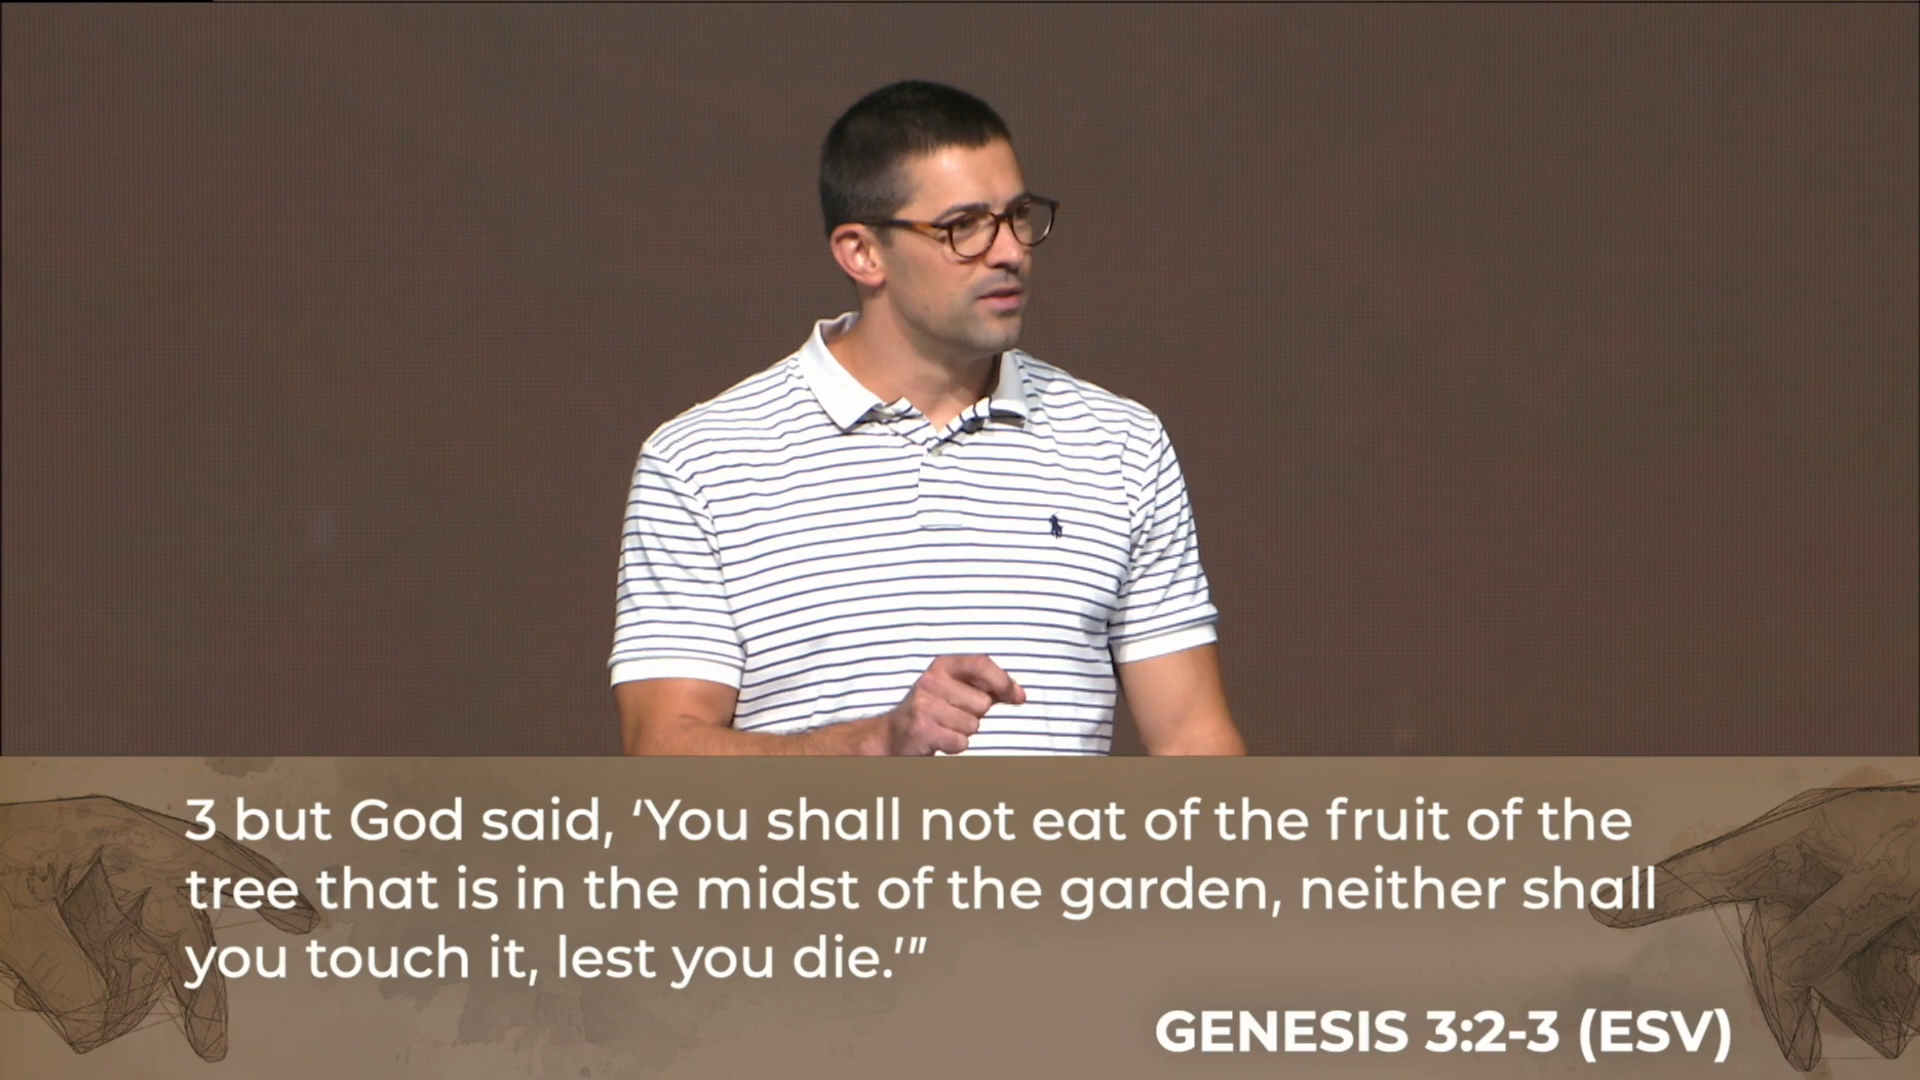 3 but God said, ‘You shall not eat of the fruit of the
tree that is in the midst of the garden, neither shall
you touch it, lest you die.’”
GENESIS 3:2-3 (ESV)